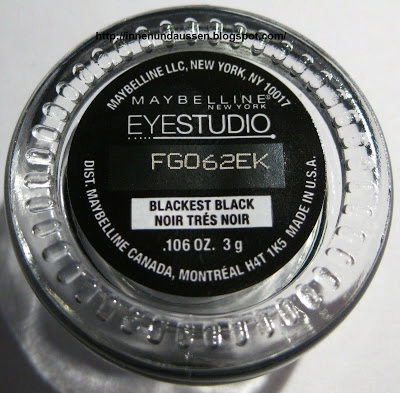 http://innenundaussen.blogspot.com/
MAYBELLINE LLC, NEW YORK, NY 10017
MAYBELLINE
NEW YORK
EYESTUDIO
FG062EK
BLACKEST BLACK
NOIR TRÉS NOIR
.106 OZ. 3 g
DIST. MAYBELLINE CANADA, MONTRÉAL H4T 1K5 MADE IN U.S.A.